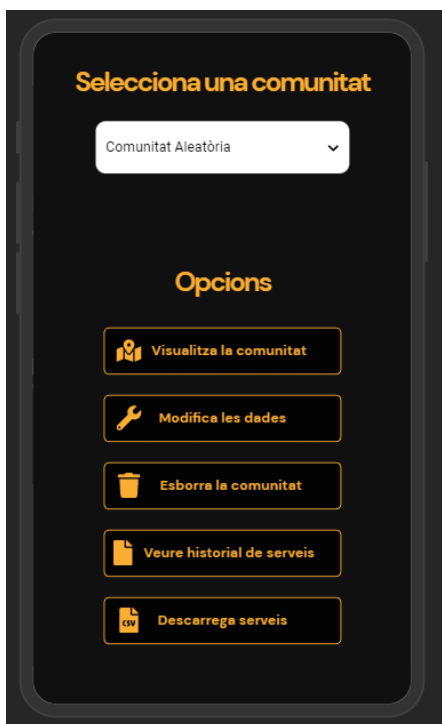 Selecciona una comunitat
Comunitat Aleatòria
Opcions
Visualitza la comunitat
Modifica les dades
Esborra la comunitat
Veure historial de serveis
CSV
Descarrega serveis